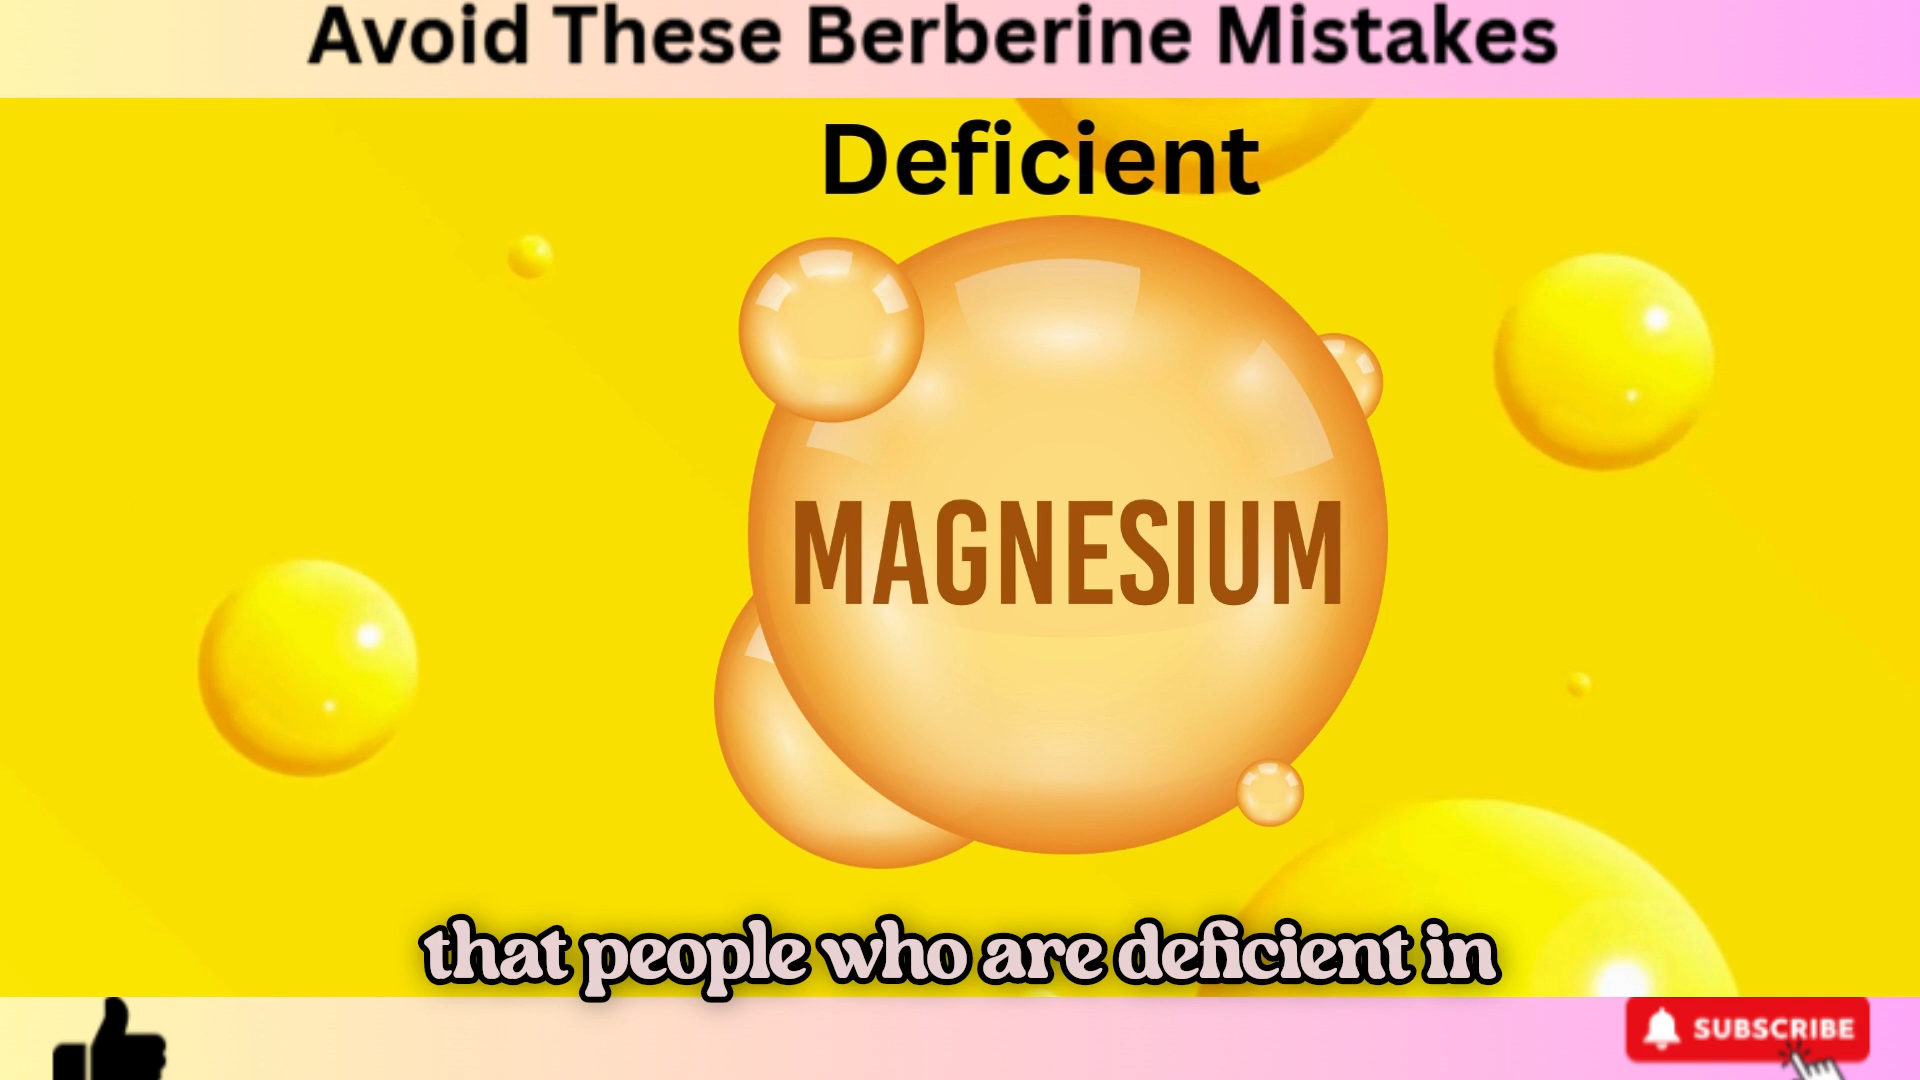 Avoid These Berberine Mistakes
Deficient
MAGNESIUM
that people who are deficient in
SUBSCRIBE